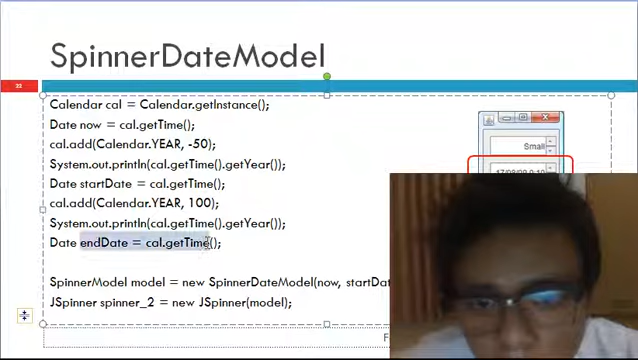 SpinnerDateModel
22
Calendar cal = Calendar.getInstance();
Date now = cal.getTime();
cal.add(Calendar.YEAR, -50);
System.out.println(cal.getTime().getYear());
Date startDate = cal.getTime();
cal.add(Calendar.YEAR, 100);
System.out.println(cal.getTime().getYear());
Date endDate = cal.getTime();
SpinnerModel model = new SpinnerDateModel(now, startDat
JSpinner spinner_2 = new JSpinner(model);
Small